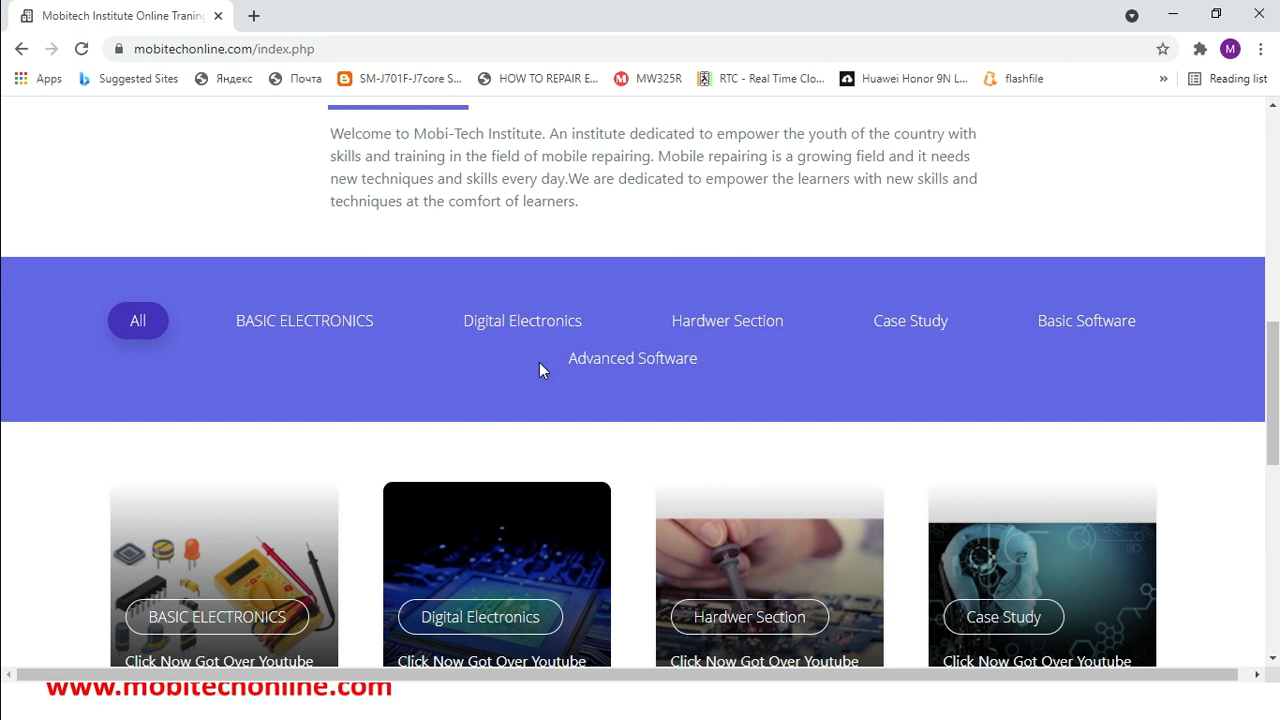 Mobitech Institute Online Traning
mobitechonline.com/index.php
M
Apps Suggested Sites Яндекс Почта SM-J701F-J7core S... HOW TO REPAIR E... MW325R RTC - Real Time Clo... Huawei Honor 9N L... flashfile » Reading list
Welcome to Mobi-Tech Institute. An institute dedicated to empower the youth of the country with
skills and training in the field of mobile repairing. Mobile repairing is a growing field and it needs
new techniques and skills every day.We are dedicated to empower the learners with new skills and
techniques at the comfort of learners.
All BASIC ELECTRONICS Digital Electronics Hardwer Section Case Study Basic Software
Advanced Software
BASIC ELECTRONICS Digital Electronics Hardwer Section Case Study
Click Now Got Over Youtube Click Now Got Over Youtube Click Now Got Over Youtube Click Now Got Over Youtube
www.mobitechonline.com